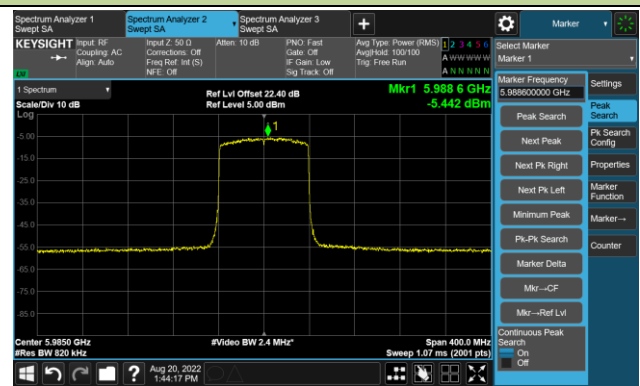 Spectrum Analyzer 1
Swept SA
Spectrum Analyzer 2
Swept SA
Spectrum Analyzer 3
Swept SA
+
Marker
KEYSIGHT
Input: RF
Coupling: AC
Align: Auto
Input Z: 50 Ω
Corrections: Off
Freq Ref: Int (S)
NFE: Off
Atten: 10 dB
PNO: Fast
Gate: Off
IF Gain: Low
Sig Track: Off
Avg Type: Power (RMS)
Avg|Hold: 100/100
Trig: Free Run
1 2 3 4 5 6
A W W W W W
A N N N N N
LXI
Select Marker
Marker 1
1 Spectrum
Scale/Div 10 dB
Log
Ref Lvl Offset 22.40 dB
Ref Level 5.00 dBm
Mkr1 5.988 6 GHz
-5.442 dBm
1
-5.00
-15.0
-25.0
-35.0
-45.0
-55.0
-65.0
-75.0
-85.0
Center 5.9850 GHz
#Res BW 820 kHz
#Video BW 2.4 MHz*
Span 400.0 MHz
Sweep 1.07 ms (2001 pts)
Marker Frequency
5.988600000 GHz
Peak Search
Next Peak
Next Pk Right
Next Pk Left
Minimum Peak
Pk-Pk Search
Marker Delta
Mkr→CF
Mkr→Ref Lvl
Continuous Peak
Search
On
Off
Settings
Peak
Search
Pk Search
Config
Properties
Marker
Function
Marker→
Counter
?
Aug 20, 2022
1:44:17 PM